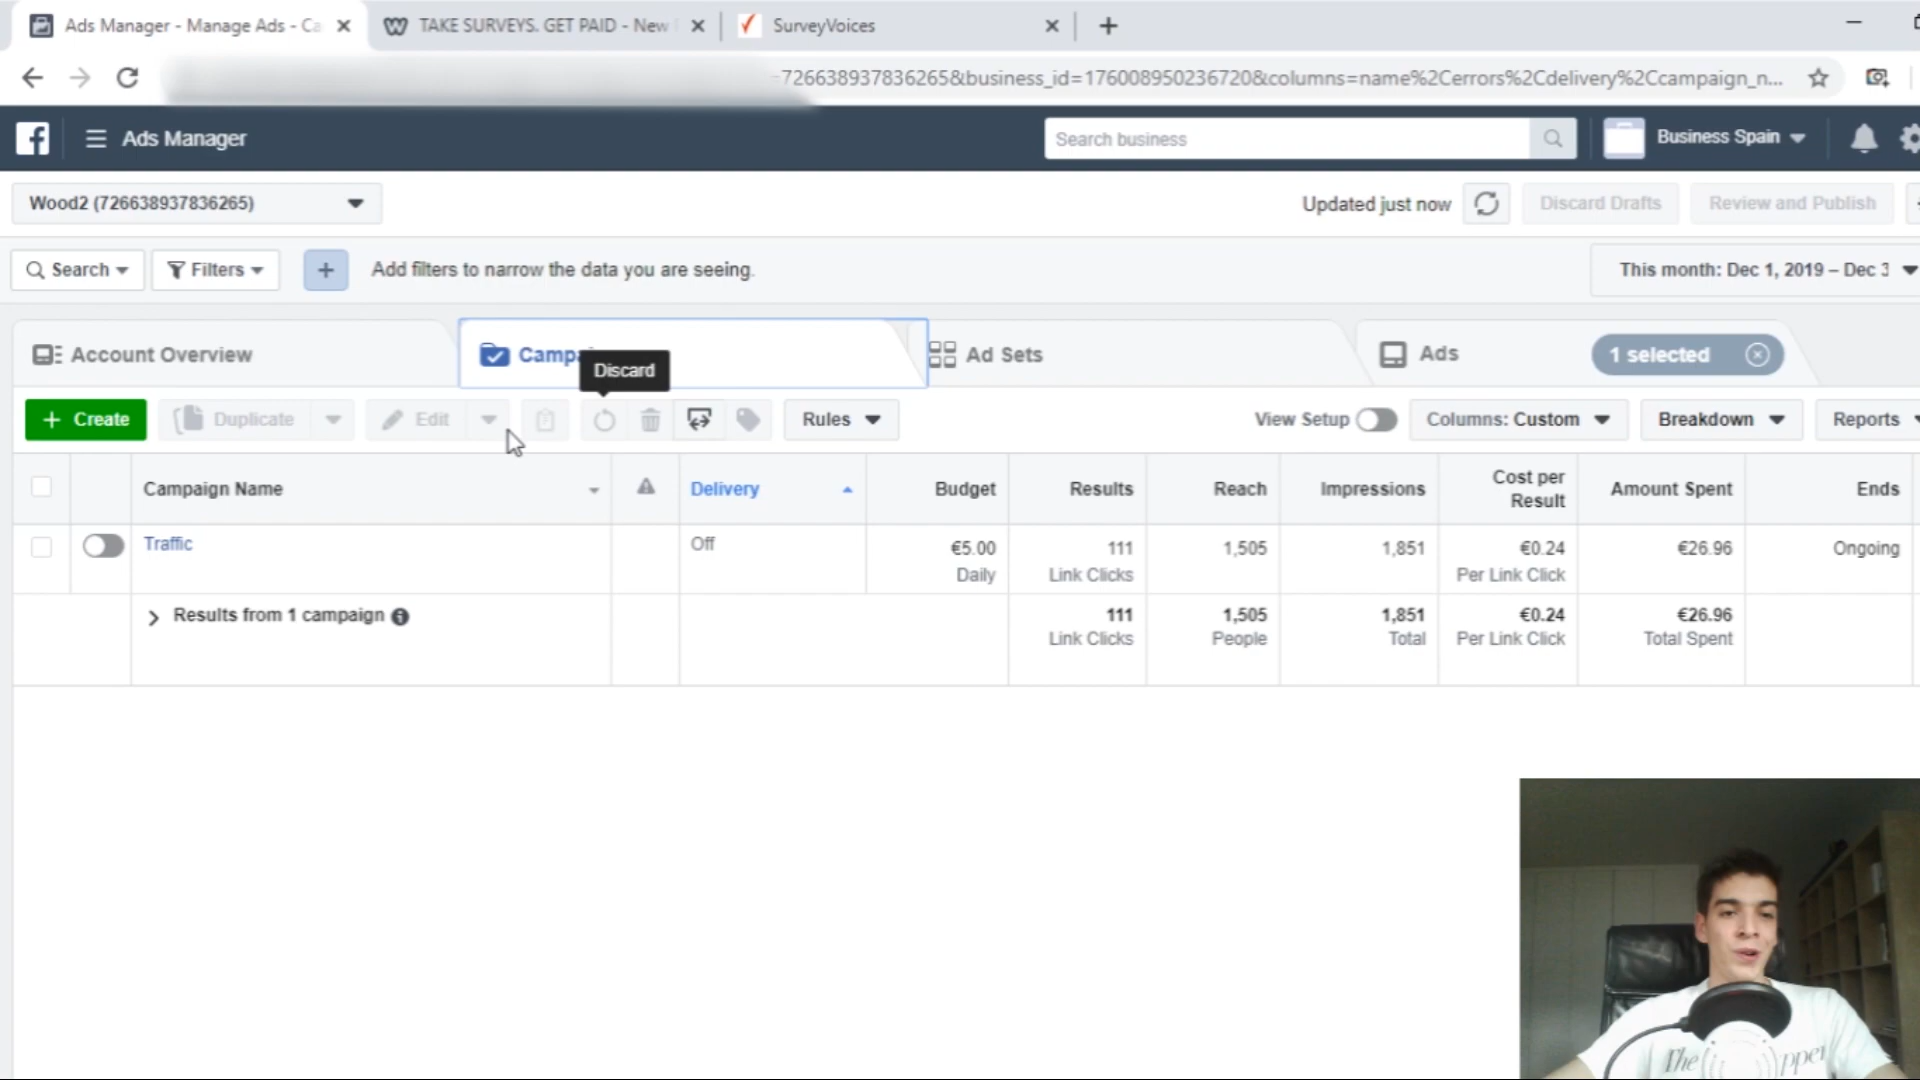 Ads Manager - Manage Ads - Ca
TAKE SURVEYS. GET PAID - New
SurveyVoices
=726638937836265&business_id=176008950236720&columns=name%2Cerrors%2Cdelivery%2Ccampaign_n...
Ads Manager
Search business
Business Spain
Wood2 (726638937836265)
Updated just now
Discard Drafts
Review and Publish
Search
Filters
+
Add filters to narrow the data you are seeing.
This month: Dec 1, 2019 – Dec 3
Account Overview
Campa
Discard
Ad Sets
Ads
1 selected
+ Create
Duplicate
Edit
Rules
View Setup
Columns: Custom
Breakdown
Reports
Campaign Name
Delivery
Budget
Results
Reach
Impressions
Cost per
Result
Amount Spent
Ends
Traffic
Off
€5.00
Daily
111
Link Clicks
1,505
1,851
€0.24
Per Link Click
€26.96
Ongoing
Results from 1 campaign
111
Link Clicks
1,505
People
1,851
Total
€0.24
Per Link Click
€26.96
Total Spent
The
pper